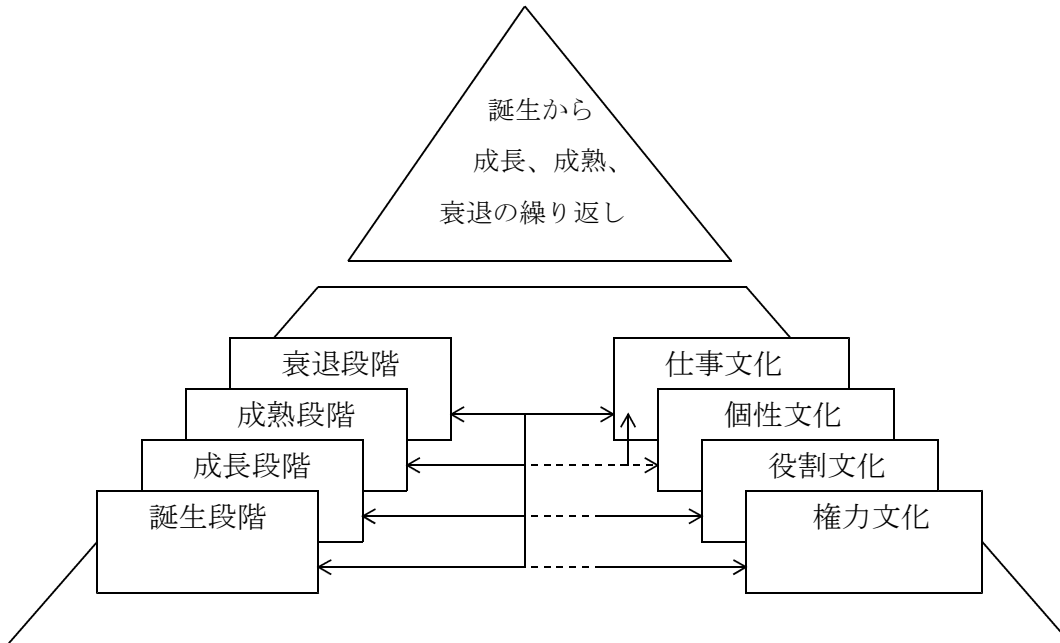 誕生から
成長、成熟、
衰退の繰り返し
衰退段階
仕事文化
成熟段階
個性文化
成長段階
役割文化
誕生段階
権力文化